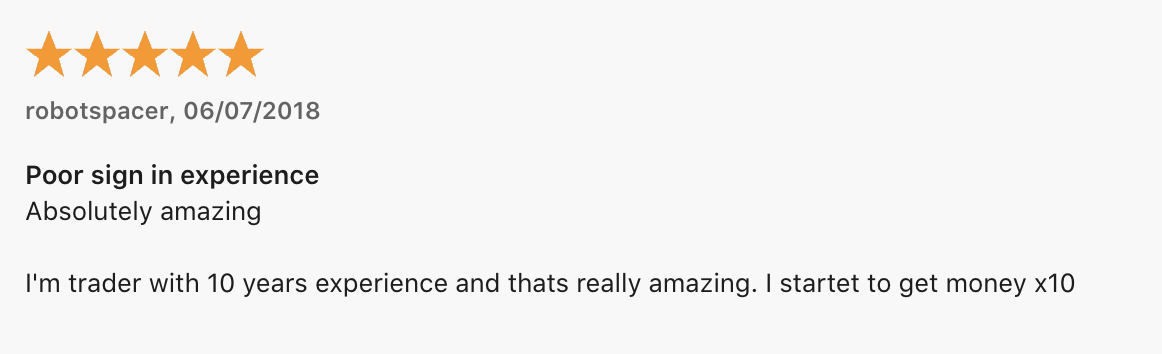 robotspacer, 06/07/2018
Poor sign in experience
Absolutely amazing
I'm trader with 10 years experience and thats really amazing. I startet to get money x10